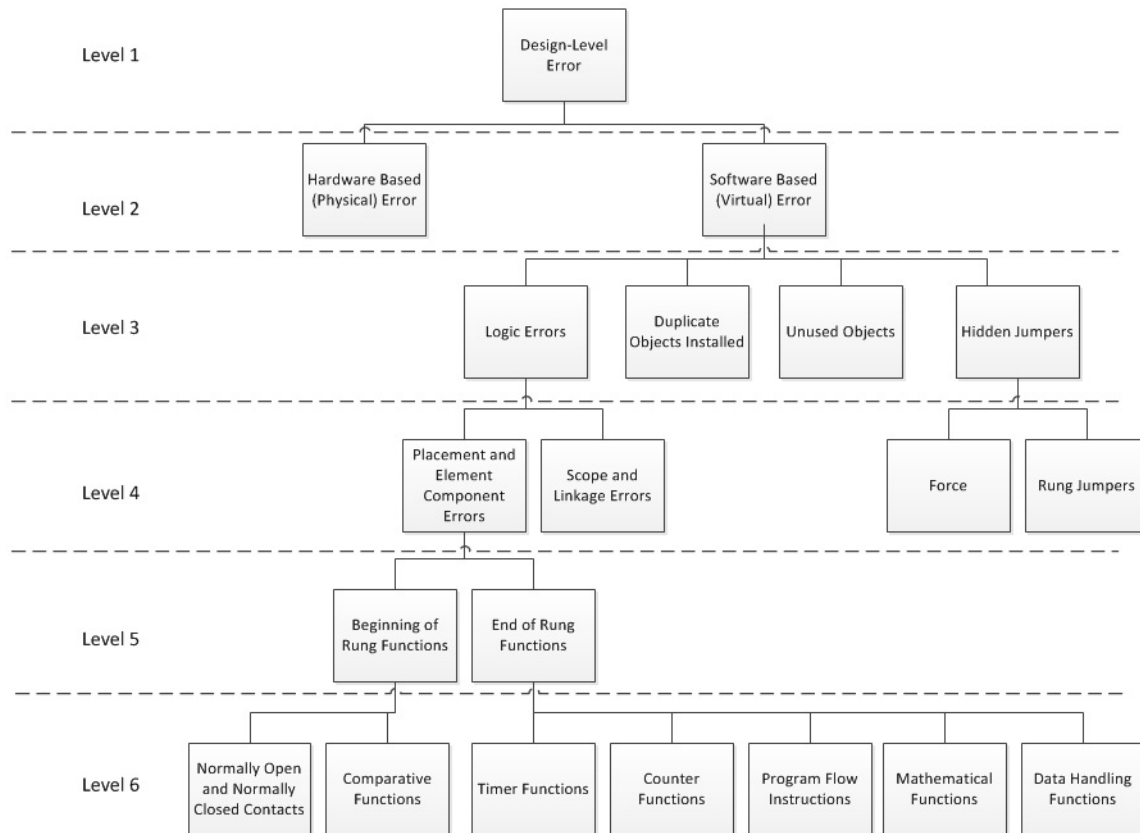 Level 1
Design-Level
Error
Level 2
Hardware Based
(Physical) Error
Software Based
(Virtual) Error
Level 3
Logic Errors
Duplicate
Objects Installed
Unused Objects
Hidden Jumpers
Level 4
Placement and
Element
Component
Errors
Scope and
Linkage Errors
Force
Rung Jumpers
Level 5
Beginning of
Rung Functions
End of Rung
Functions
Level 6
Normally Open
and Normally
Closed Contacts
Comparative
Functions
Timer Functions
Counter
Functions
Program Flow
Instructions
Mathematical
Functions
Data Handling
Functions